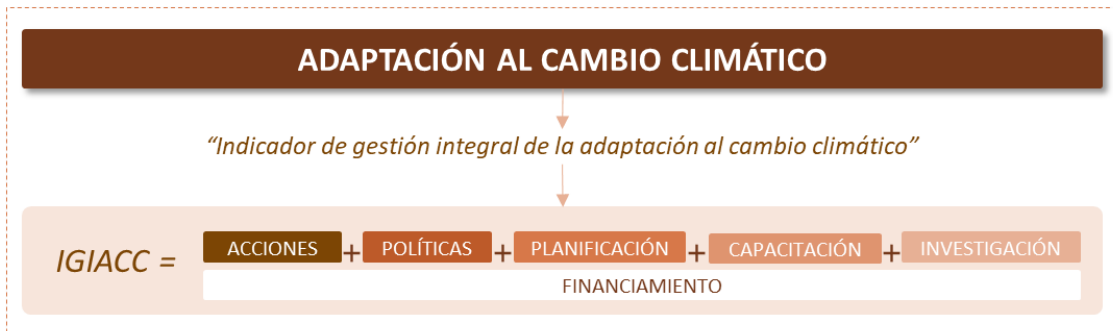 ADAPTACIÓN AL CAMBIO CLIMÁTICO
“Indicador de gestión integral de la adaptación al cambio climático”
IGIACC = ACCIONES + POLÍTICAS + PLANIFICACIÓN + CAPACITACIÓN + INVESTIGACIÓN
FINANCIAMIENTO